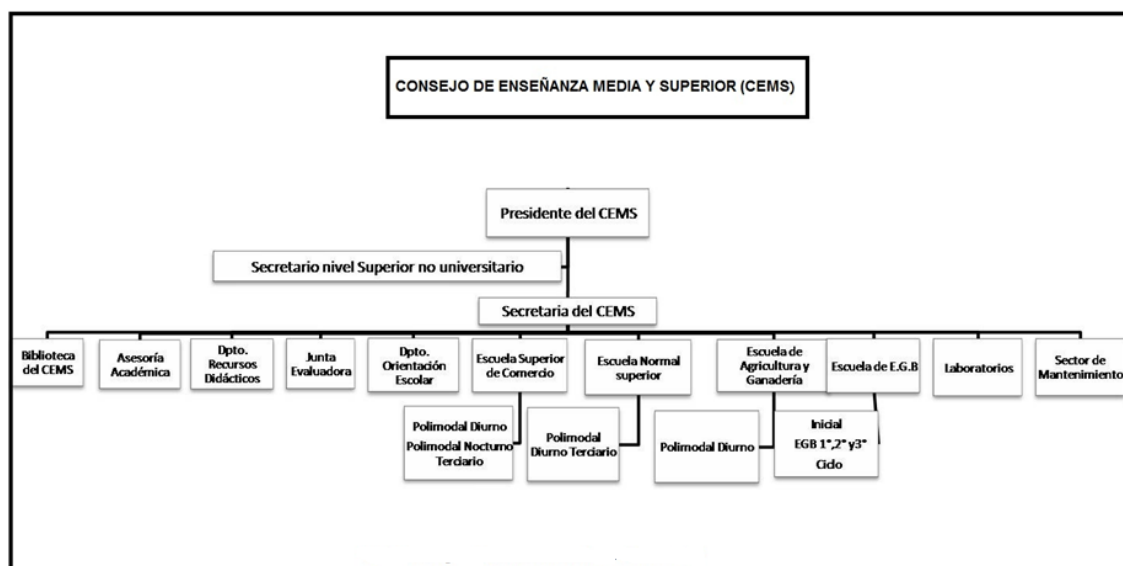 CONSEJO DE ENSEÑANZA MEDIA Y SUPERIOR (CEMS)
Presidente del CEMS
Secretario nivel Superior no universitario
Secretaria del CEMS
Biblioteca
del CEMS
Asesoría
Académica
Dpto.
Recursos
Didácticos
Junta
Evaluadora
Dpto.
Orientación
Escolar
Escuela Superior
de Comercio
Escuela Normal
superior
Escuela de
Agricultura y
Ganadería
Escuela de E.G.B
Laboratorios
Sector de
Mantenimiento
Polimodal Diurno
Polimodal Nocturno
Terciario
Polimodal
Diurno Terciario
Polimodal Diurno
Inicial
EGB 1°,2° y3°
Ciclo